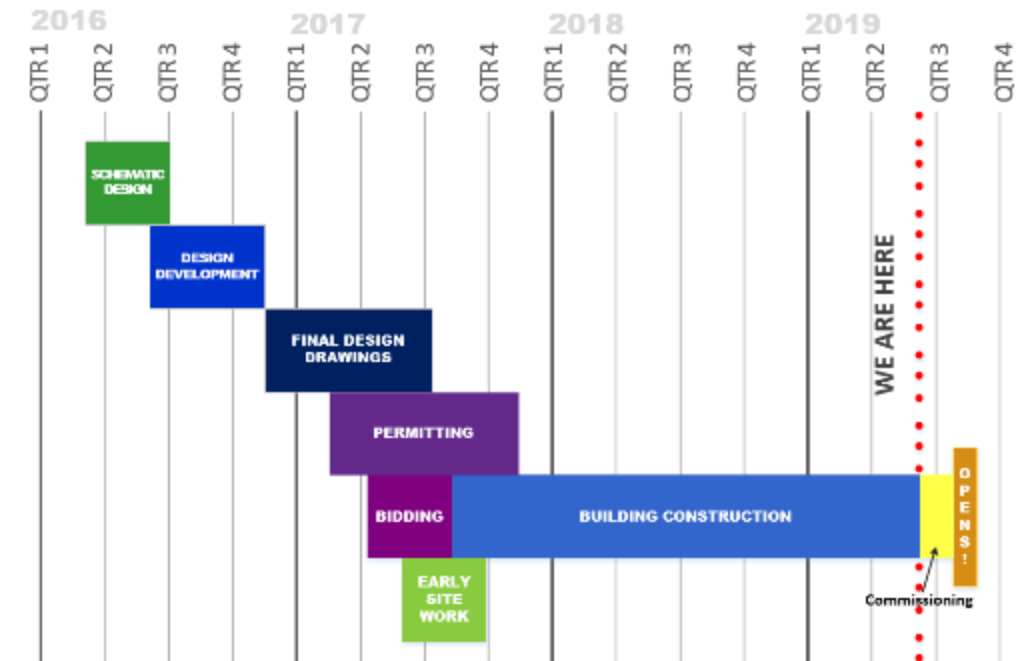 2016 2017 2018 2019
QTR 1 QTR 2 QTR 3 QTR 4 QTR 1 QTR 2 QTR 3 QTR 4 QTR 1 QTR 2 QTR 3 QTR 4 QTR 1 QTR 2 QTR 3 QTR 4
SCHEMATIC
DESIGN
DESIGN
DEVELOPMENT
WE ARE HERE
FINAL DESIGN
DRAWINGS
PERMITTING
BIDDING
BUILDING CONSTRUCTION
OPENS!
EARLY
SITE
WORK
Commissioning